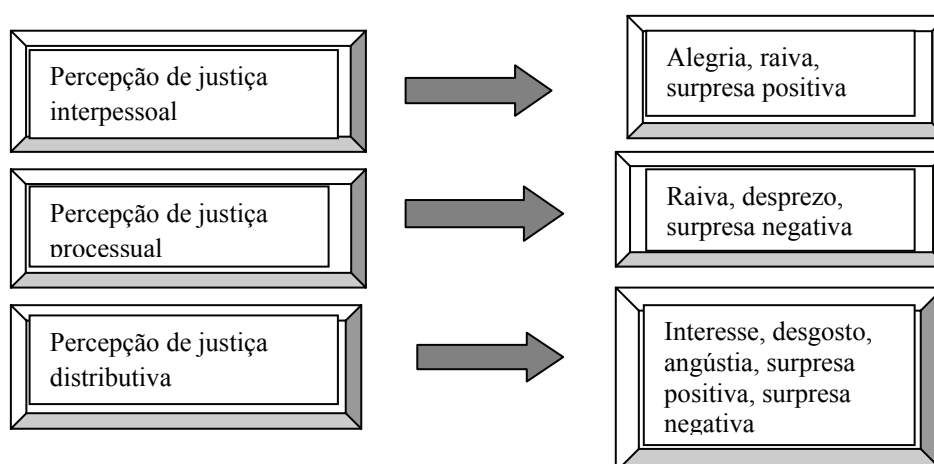 Percepção de justiça
interpessoal
Alegria, raiva,
surpresa positiva
Percepção de justiça
processual
Raiva, desprezo,
surpresa negativa
Percepção de justiça
distributiva
Interesse, desgosto,
angústia, surpresa
positiva, surpresa
negativa